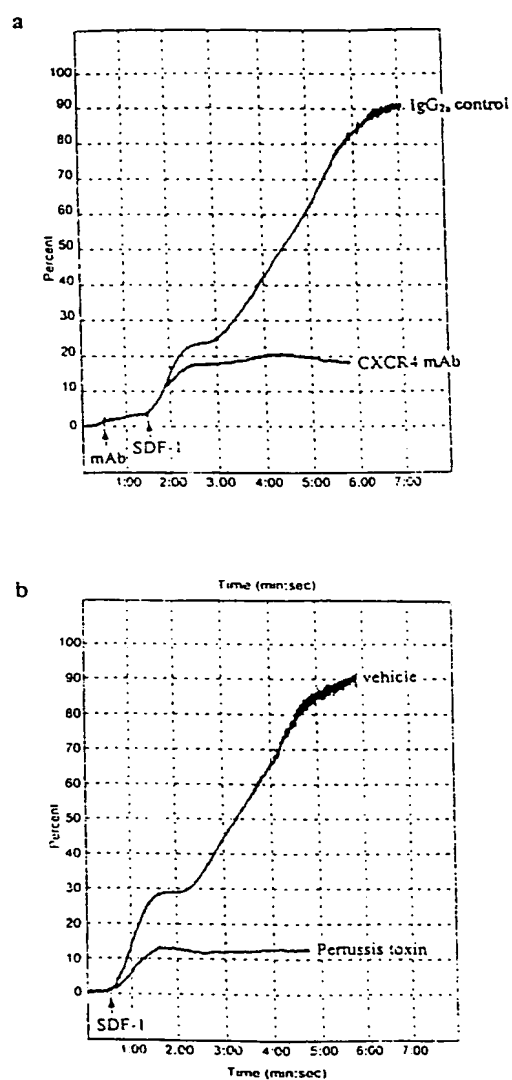 a
100
90
80
70
60
50
40
30
20
10
0
Percent
IgG2a control
CXCR4 mAb
mAb
SDF-1
1:00 2:00 3:00 4:00 5:00 6:00 7:00
Time (min:sec)
b
100
90
80
70
60
50
40
30
20
10
0
Percent
vehicle
Pertussis toxin
SDF-1
1:00 2:00 3:00 4:00 5:00 6:00 7:00
Time (min:sec)